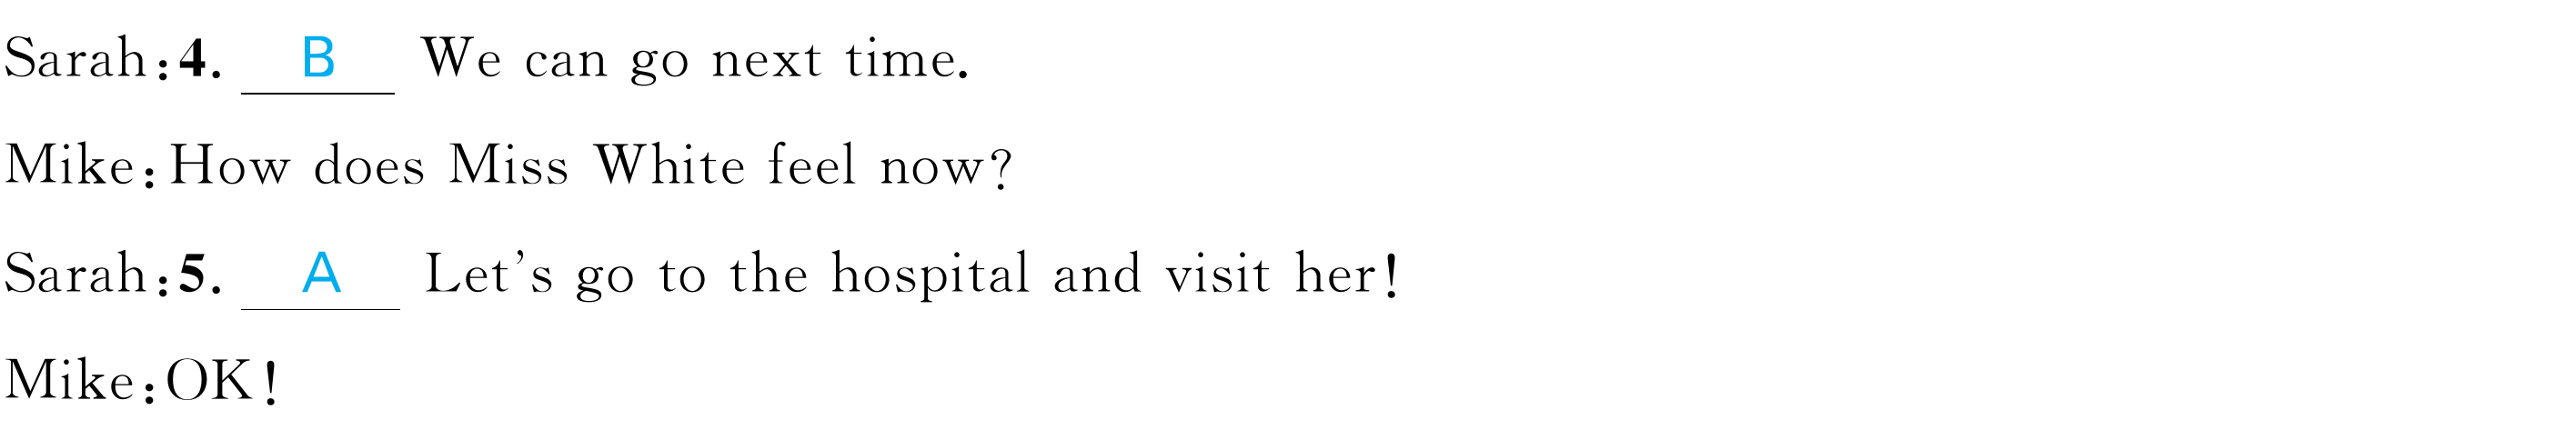 Sarah:4. B We can go next time.
Mike:How does Miss White feel now?
Sarah:5. A Let's go to the hospital and visit her!
Mike:OK!